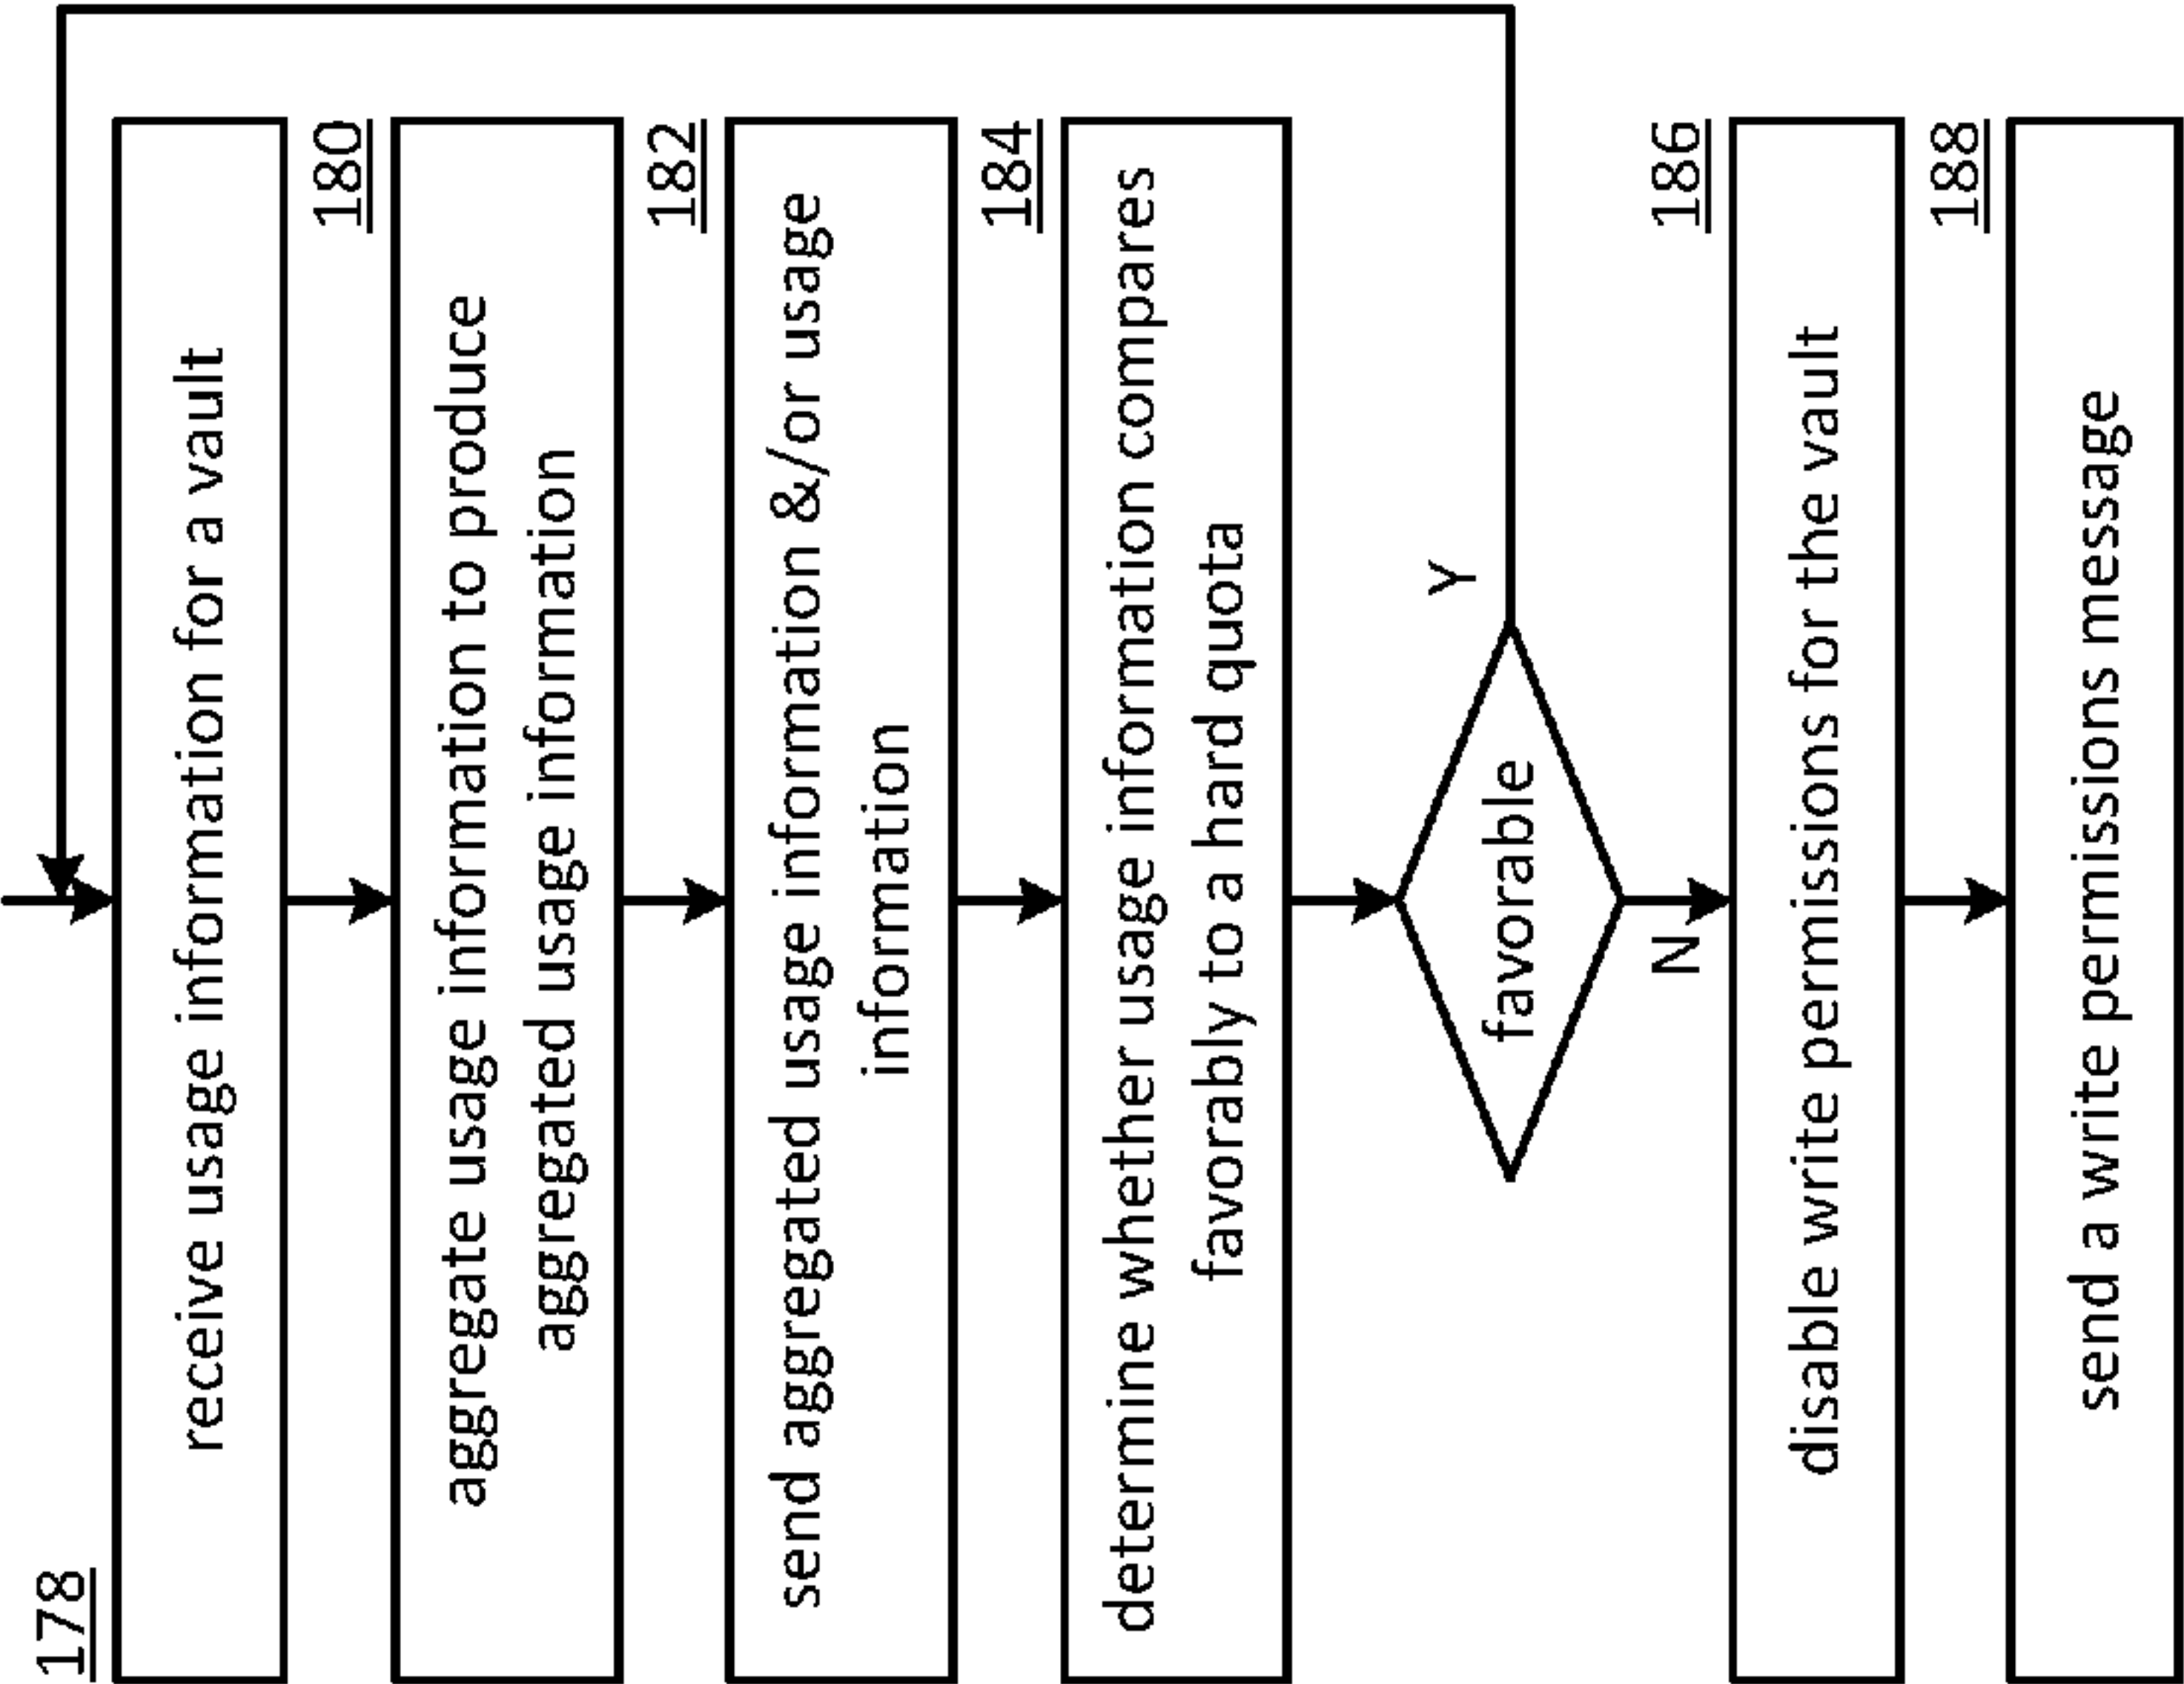 178
receive usage information for a vault
180
aggregate usage information to produce
aggregated usage information
182
send aggregated usage information &/or usage
information
184
determine whether usage information compares
favorably to a hard quota
favorable
Y
N
186
disable write permissions for the vault
188
send a write permissions message